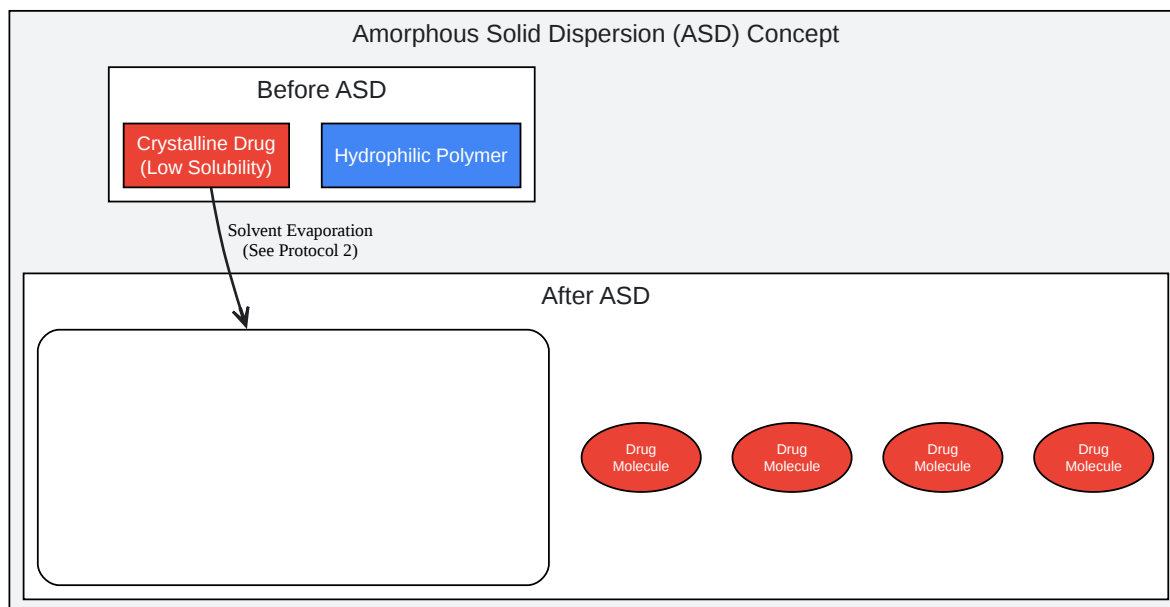 Amorphous Solid Dispersion (ASD) Concept
Before ASD
Crystalline Drug
(Low Solubility)
Hydrophilic Polymer
Solvent Evaporation
(See Protocol 2)
After ASD
Drug
Molecule
Drug
Molecule
Drug
Molecule
Drug
Molecule